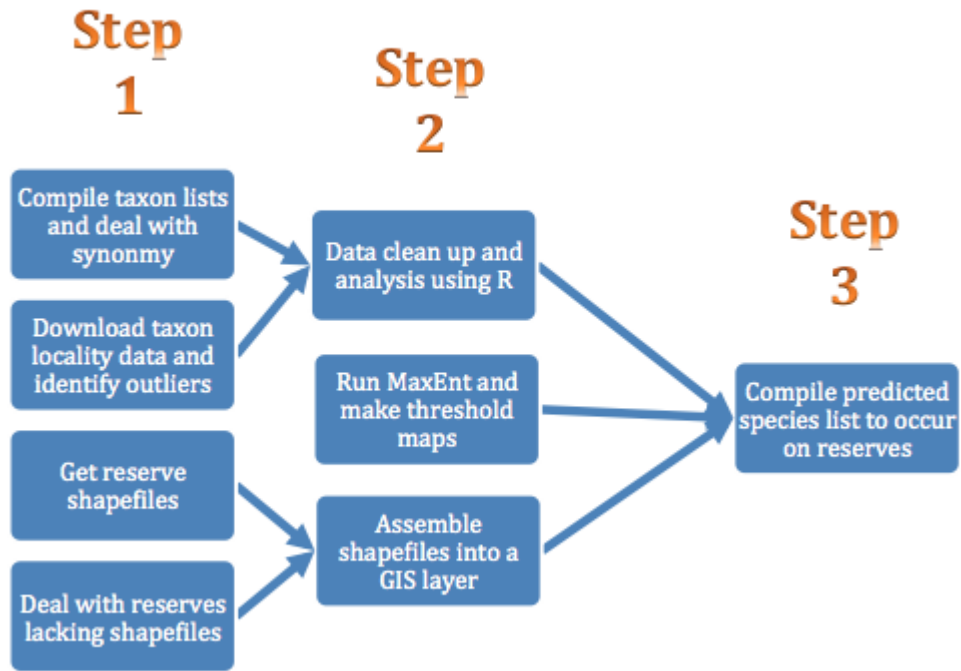 Step
1
Compile taxon lists
and deal with
synonmy
Download taxon
locality data and
identify outliers
Get reserve
shapefiles
Deal with reserves
lacking shapefiles
Step
2
Data clean up and
analysis using R
Run MaxEnt and
make threshold
maps
Assemble
shapefiles into a
GIS layer
Step
3
Compile predicted
species list to occur
on reserves